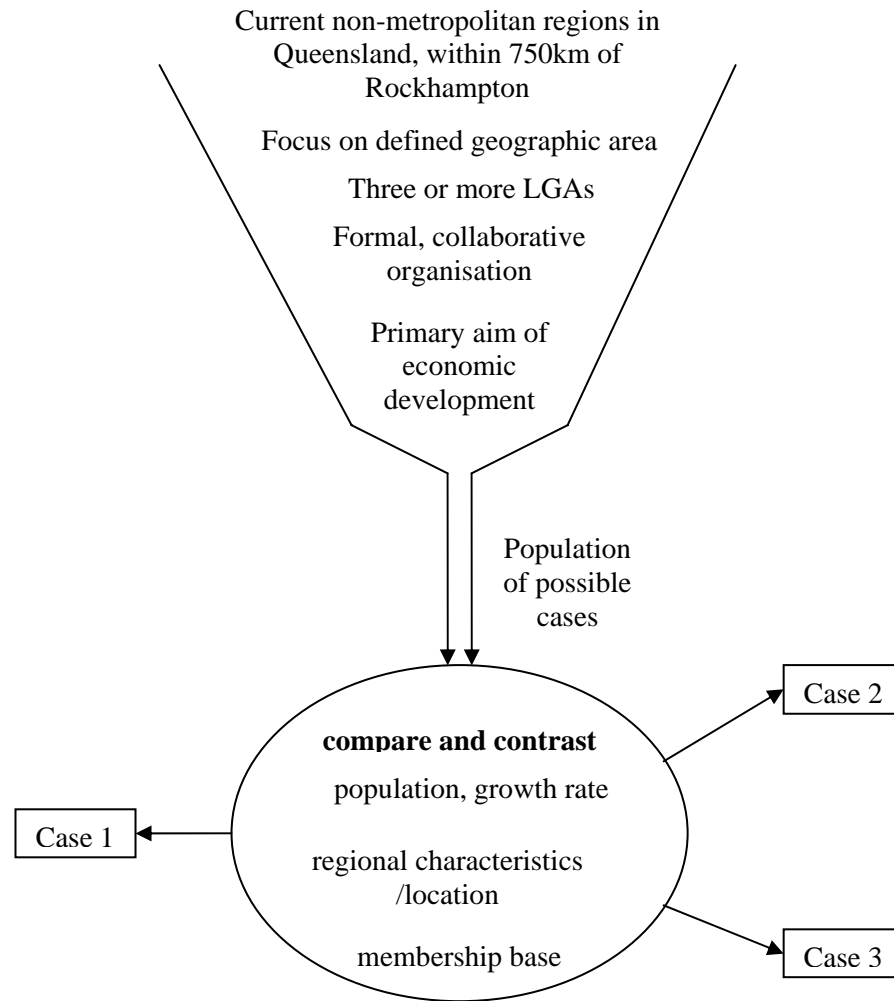 Current non-metropolitan regions in
Queensland, within 750km of
Rockhampton
Focus on defined geographic area
Three or more LGAs
Formal, collaborative
organisation
Primary aim of
economic
development
Population
of possible
cases
Case 2
compare and contrast
population, growth rate
Case 1
regional characteristics
/location
membership base
Case 3